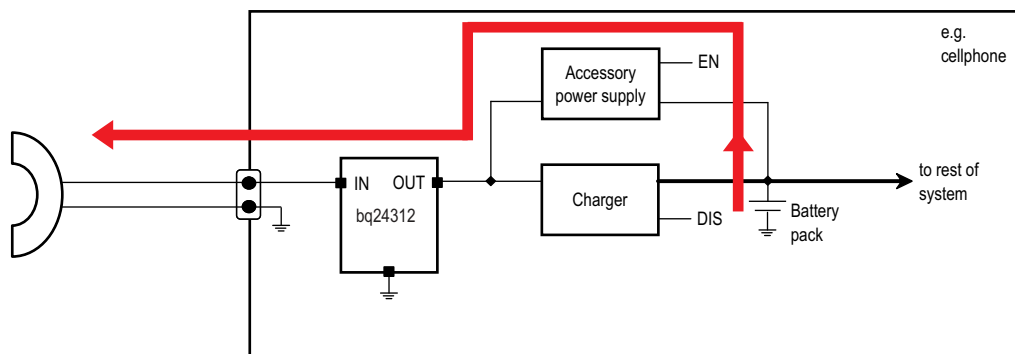 e.g.
cellphone
Accessory
power supply
EN
IN
OUT
bq24312
Charger
DIS
to rest of
system
Battery
pack